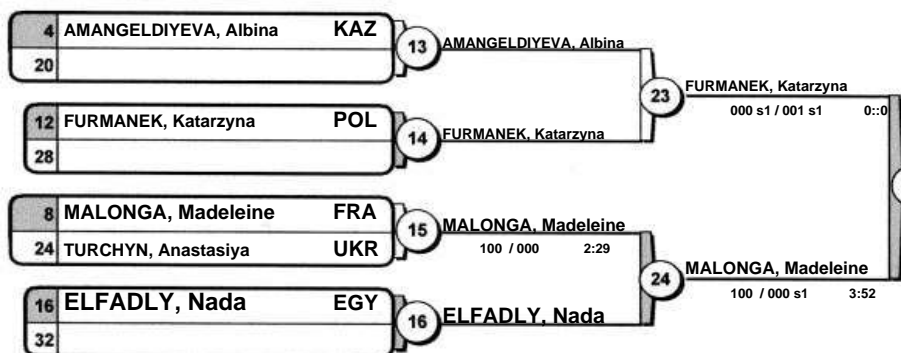 4 AMANGELDIYEVA, Albina KAZ
20
13 AMANGELDIYEVA, Albina
12 FURMANEK, Katarzyna POL
28
14 FURMANEK, Katarzyna
23 FURMANEK, Katarzyna
000 s1 / 001 s1 0::0
8 MALONGA, Madeleine FRA
24 TURCHYN, Anastasiya UKR
15 MALONGA, Madeleine
100 / 000 2:29
16 ELFADLY, Nada EGY
32
16 ELFADLY, Nada
24 MALONGA, Madeleine
100 / 000 s1 3:52